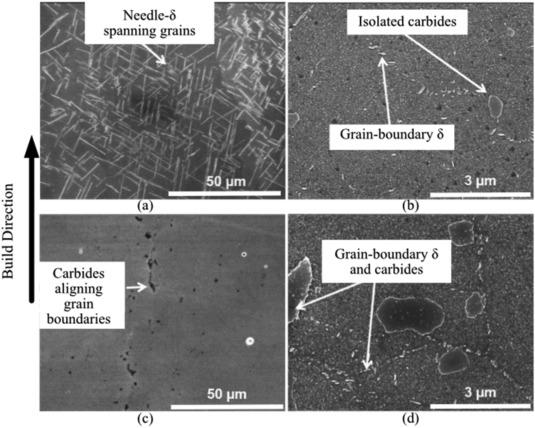 Needle-δ
spanning grains
50 μm
(a)
Isolated carbides
Grain-boundary δ
3 μm
(b)
Build Direction
Carbides
aligning
grain
boundaries
50 μm
(c)
Grain-boundary δ
and carbides
3 μm
(d)